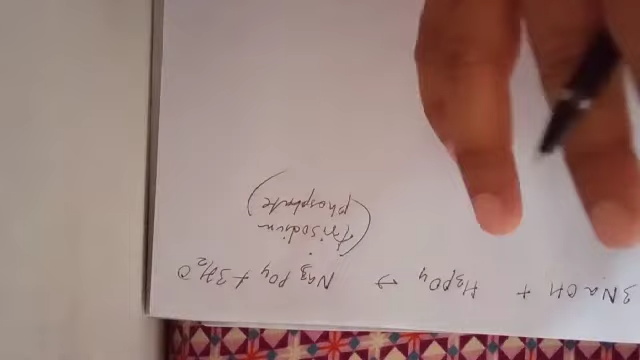 3NaOH + H₃PO₄ → Na₃PO₄ + 3H₂O
(trisodium
phosphate)